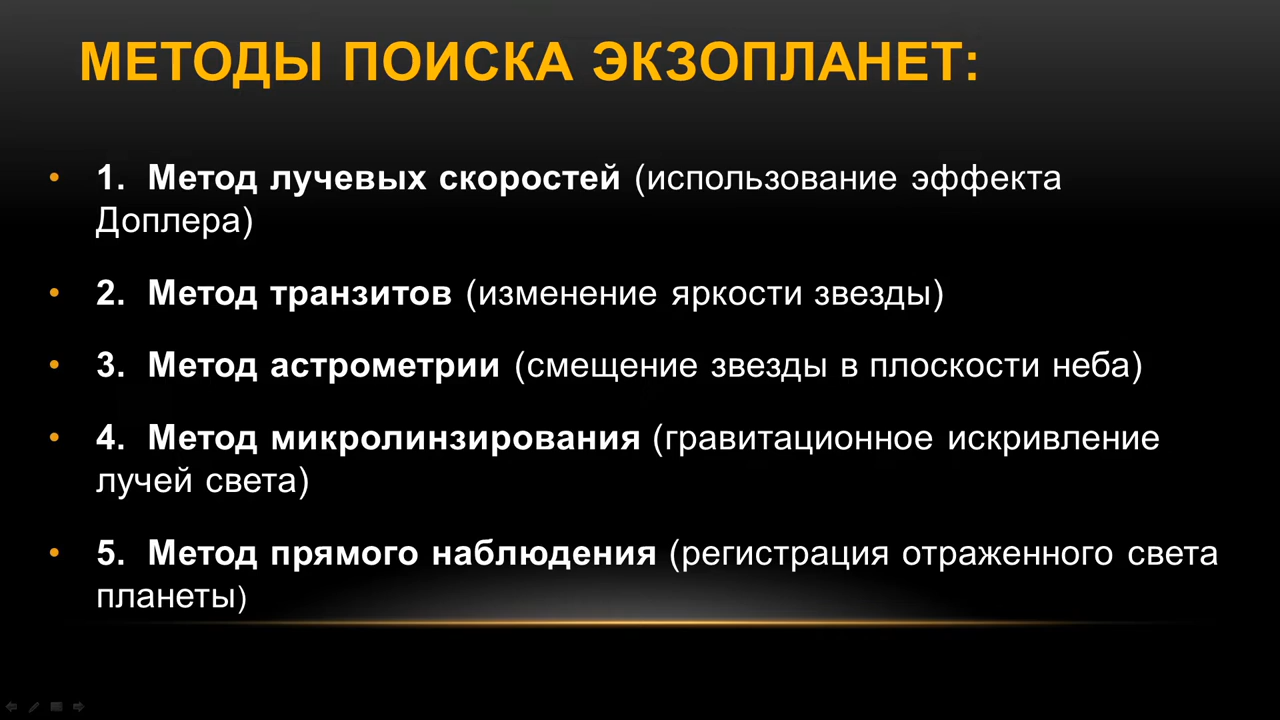 МЕТОДЫ ПОИСКА ЭКЗОПЛАНЕТ:
• 1. Метод лучевых скоростей (использование эффекта
Доплера)
• 2. Метод транзитов (изменение яркости звезды)
• 3. Метод астрометрии (смещение звезды в плоскости неба)
• 4. Метод микролинзирования (гравитационное искривление
лучей света)
• 5. Метод прямого наблюдения (регистрация отраженного света
планеты)